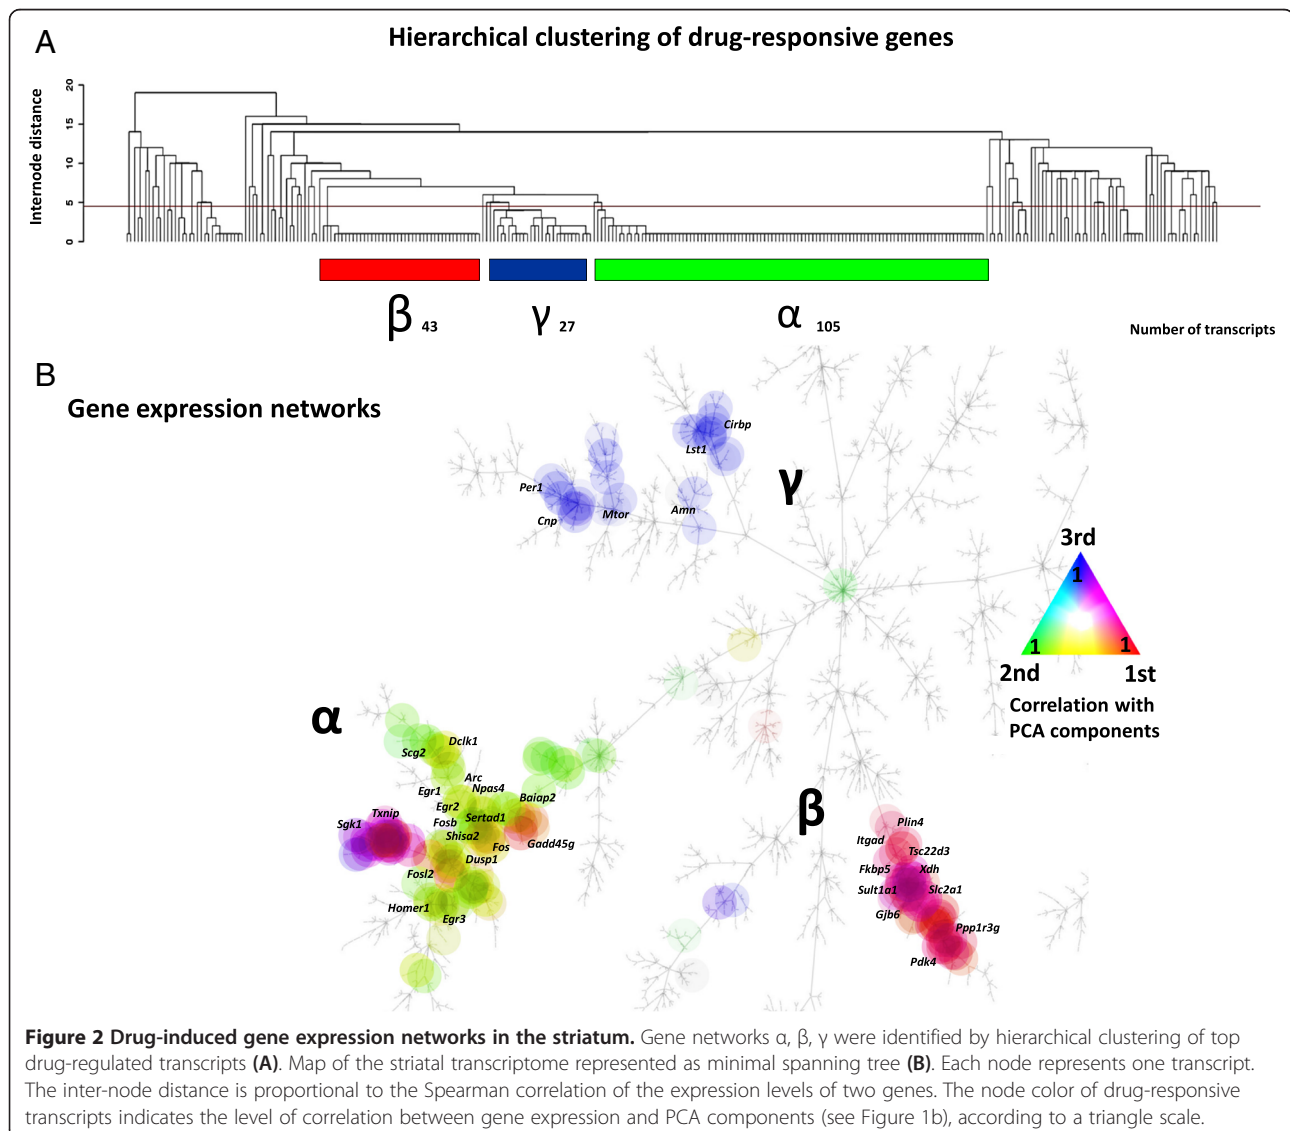 A
Hierarchical clustering of drug-responsive genes
Internode distance
20
15
10
5
0
β 43
γ 27
α 105
Number of transcripts
B
Gene expression networks
Cirbp
Lst1
γ
Per1
Cnp
Mtor
Amn
3rd
1
1
1
2nd
1st
Correlation with
PCA components
α
Scg2
Dclk1
Arc
Egr1
Npas4
Egr2
Baiap2
Txnip
Sgk1
Fosb
Sertad1
Shisa2
Fos
Gadd45g
Dusp1
Fosl2
Homer1
Egr3
β
Plin4
Itgad
Tsc22d3
Fkbp5
Xdh
Sult1a1
Slc2a1
Gjb6
Ppp1r3g
Pdk4
Figure 2 Drug-induced gene expression networks in the striatum. Gene networks α, β, γ were identified by hierarchical clustering of top
drug-regulated transcripts (A). Map of the striatal transcriptome represented as minimal spanning tree (B). Each node represents one transcript.
The inter-node distance is proportional to the Spearman correlation of the expression levels of two genes. The node color of drug-responsive
transcripts indicates the level of correlation between gene expression and PCA components (see Figure 1b), according to a triangle scale.